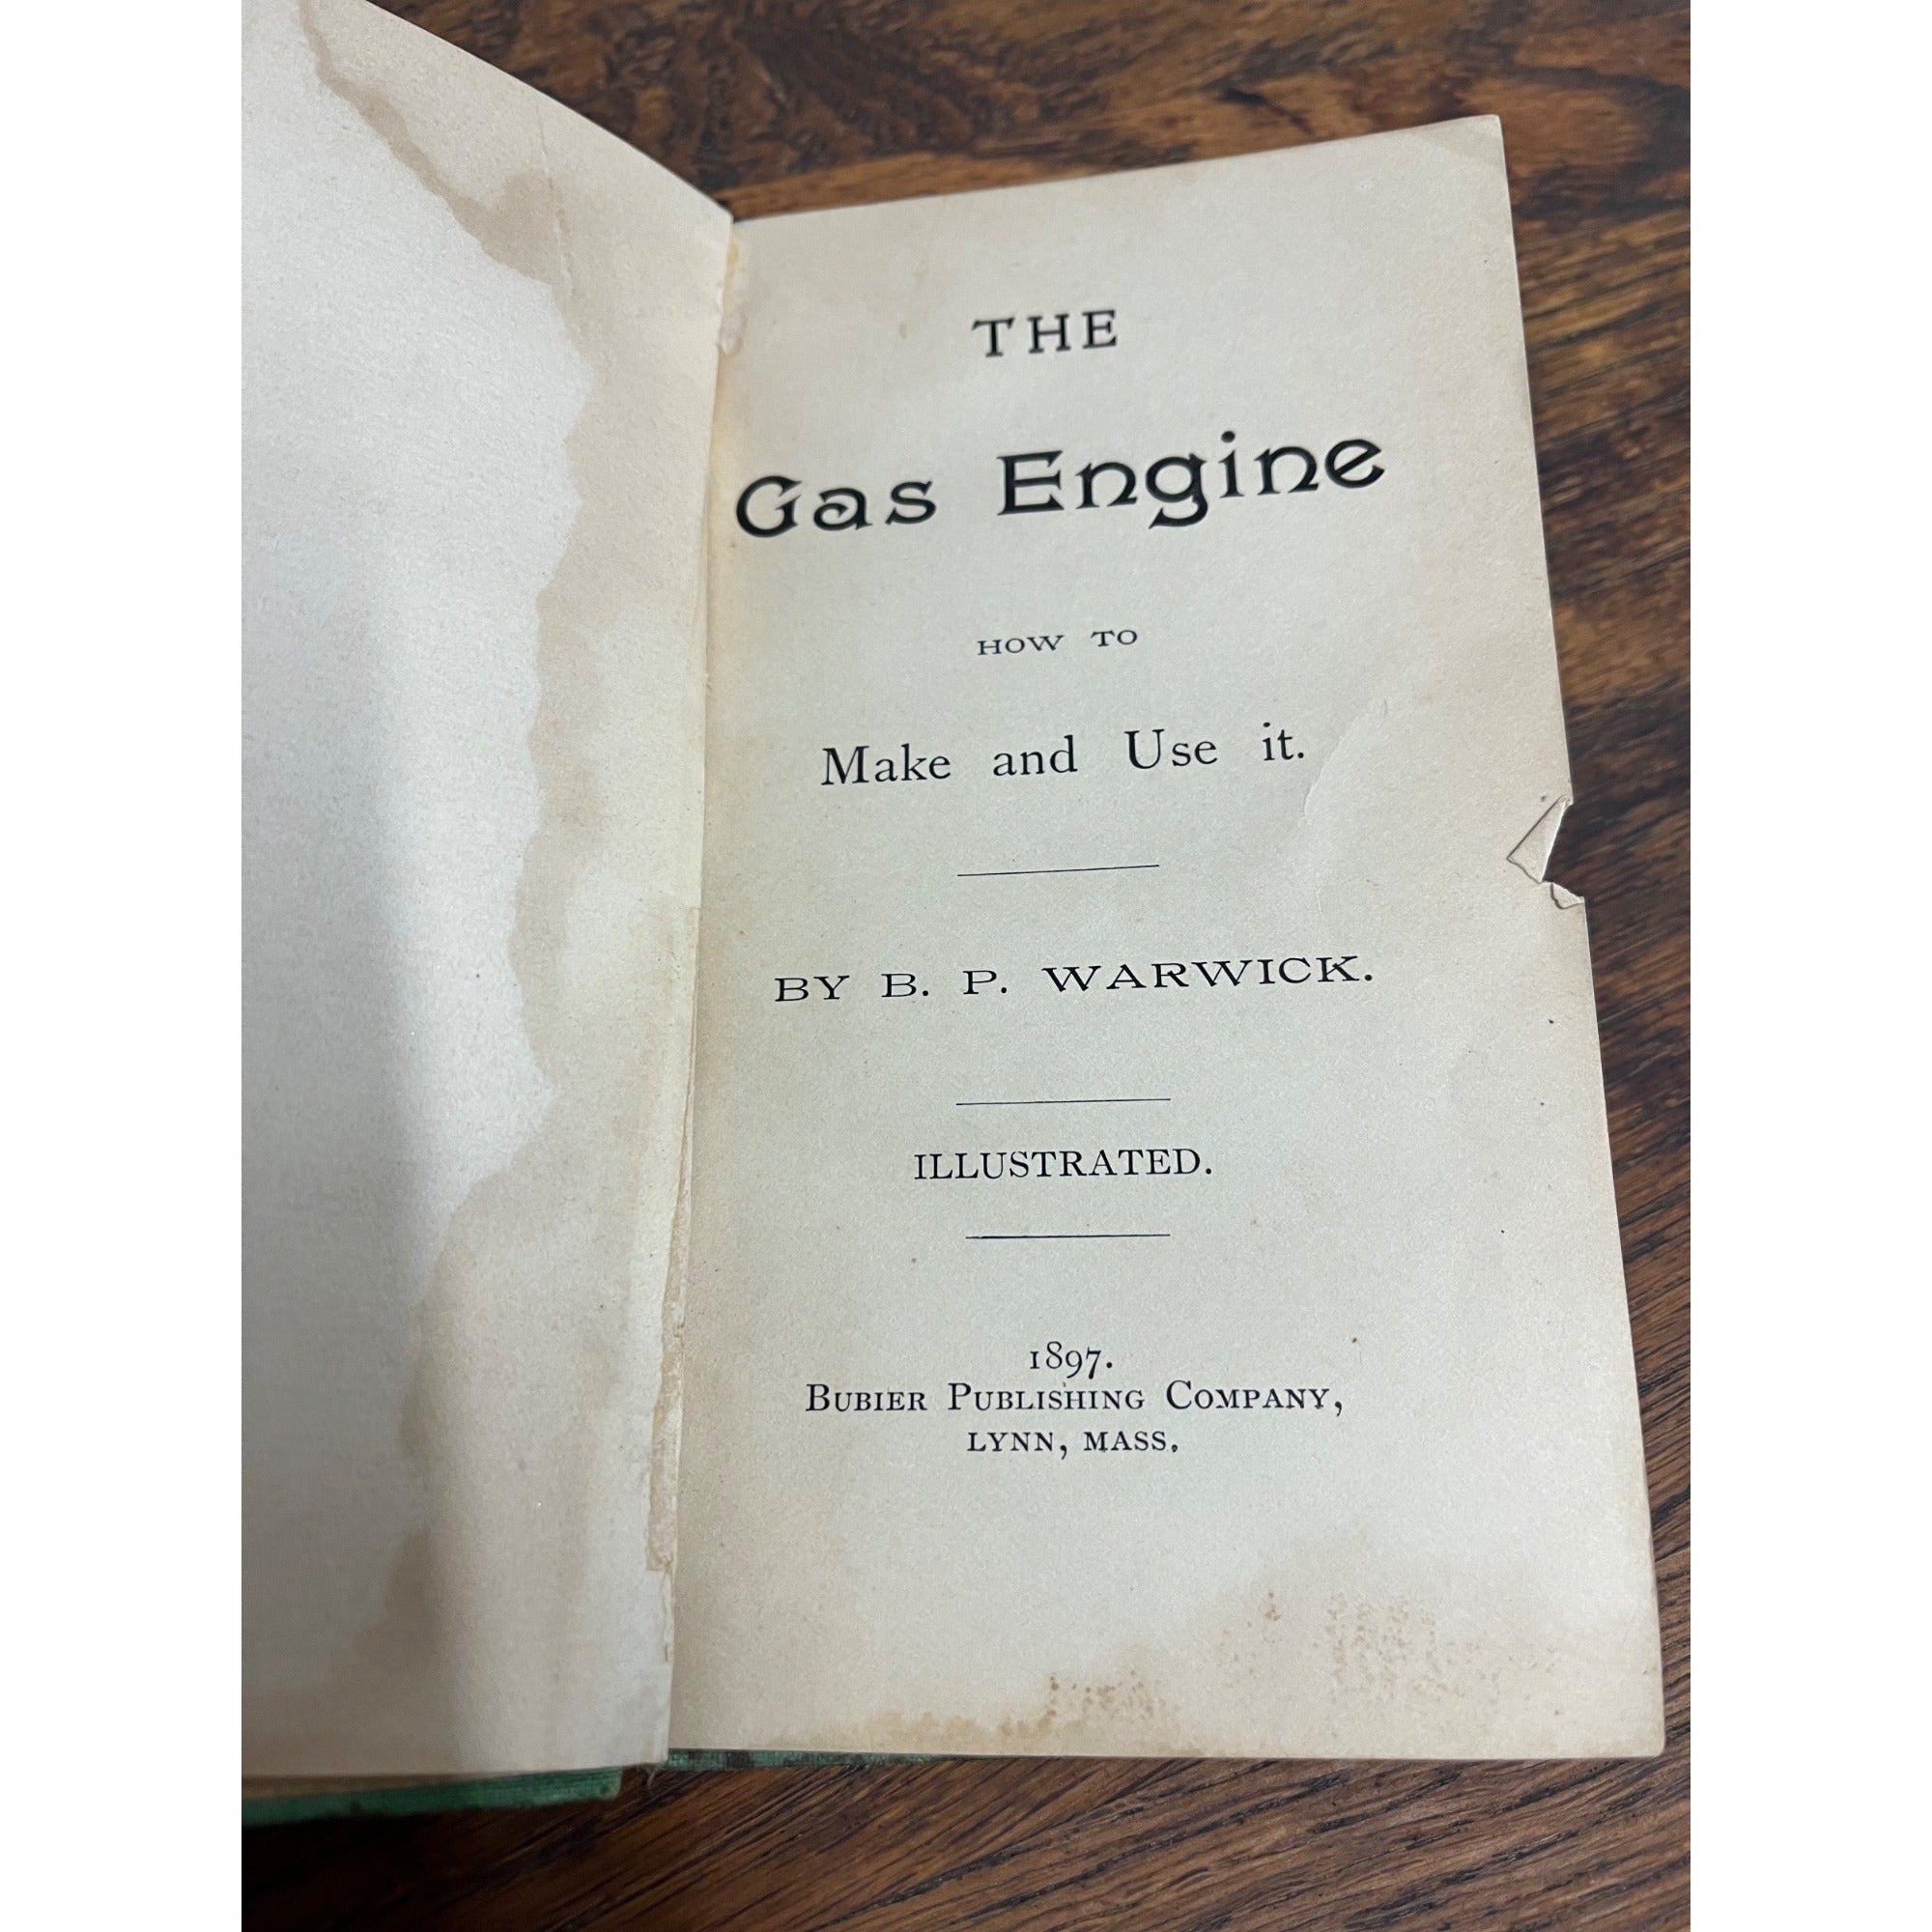 THE
Gas Engine
HOW TO
Make and Use it.
BY B. P. WARWICK.
ILLUSTRATED.
1897.
BUBIER PUBLISHING COMPANY,
LYNN, MASS.